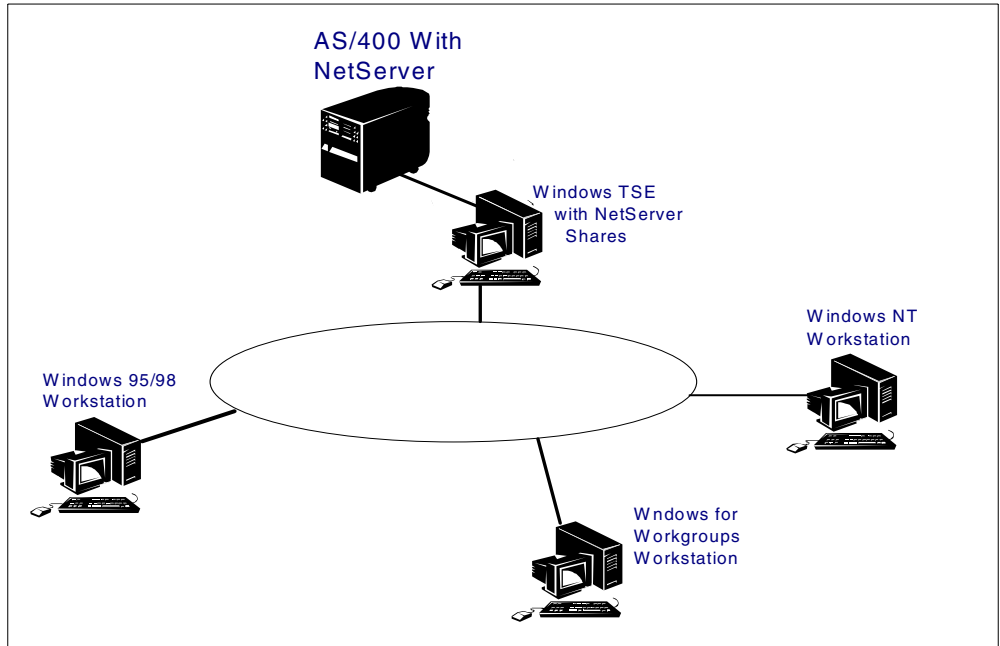 AS/400 With
NetServer
Windows TSE
with NetServer
Shares
Windows NT
Workstation
Windows 95/98
Workstation
Wndows for
Workgroups
Workstation